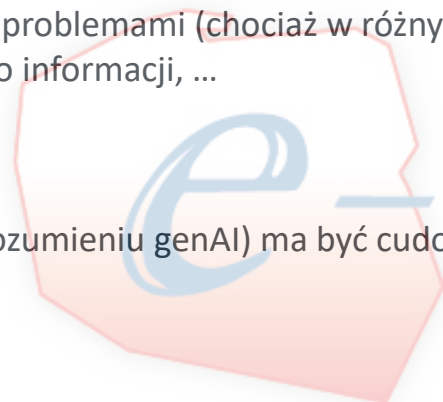 problemami (chociaż w różny
o informacji, ...
e-
ozumieniu genAI) ma być cudo